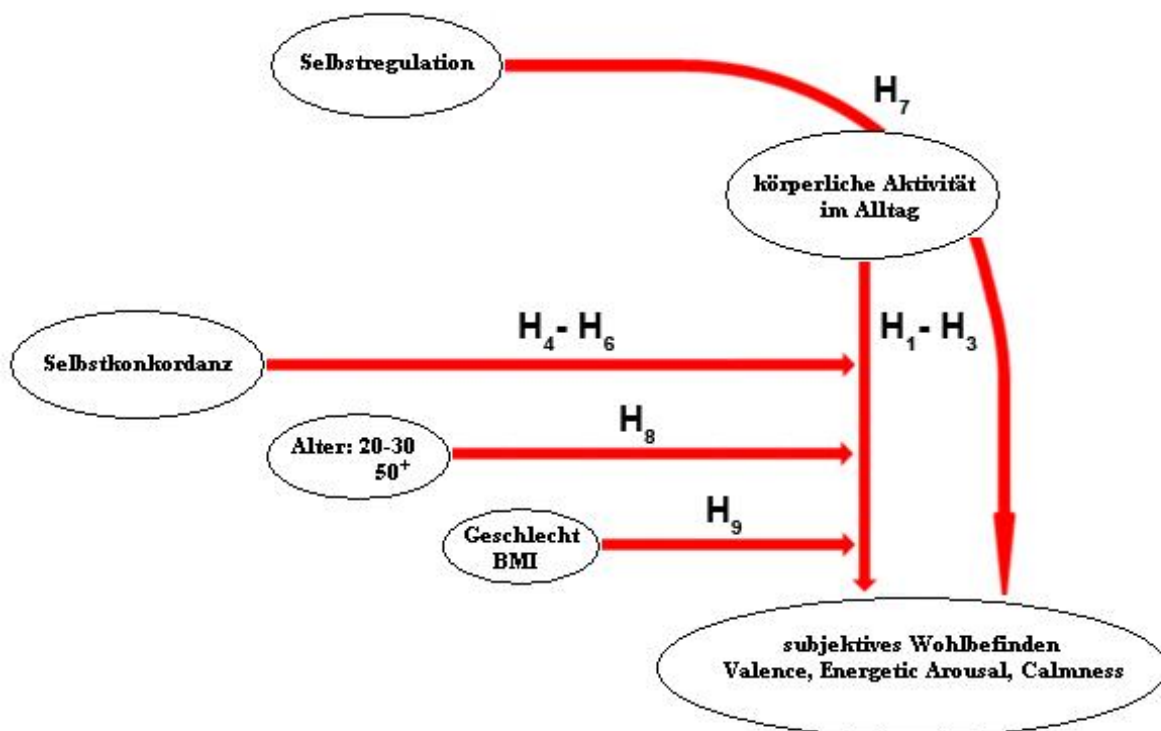 Selbstregulation
H₇
körperliche Aktivität
im Alltag
H₄- H₆
H₁- H₃
Selbstkonkordanz
H₈
Alter: 20-30
50⁺
H₉
Geschlecht
BMI
subjektives Wohlbefinden
Valence, Energetic Arousal, Calmness